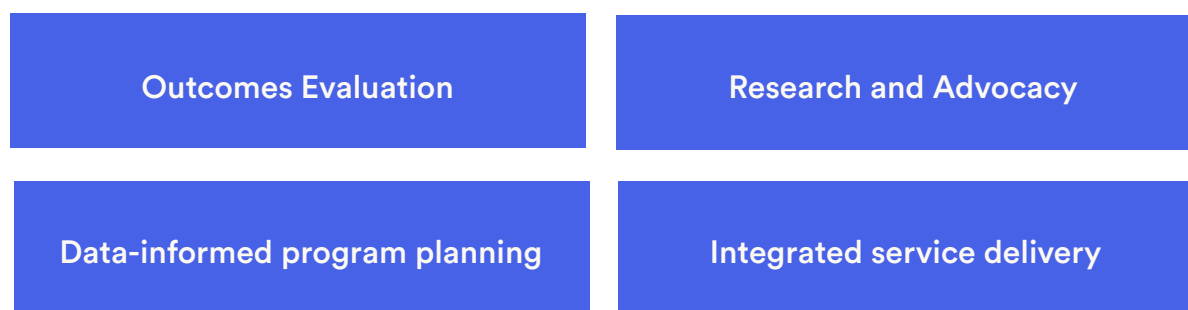 Outcomes Evaluation
Research and Advocacy
Data-informed program planning
Integrated service delivery